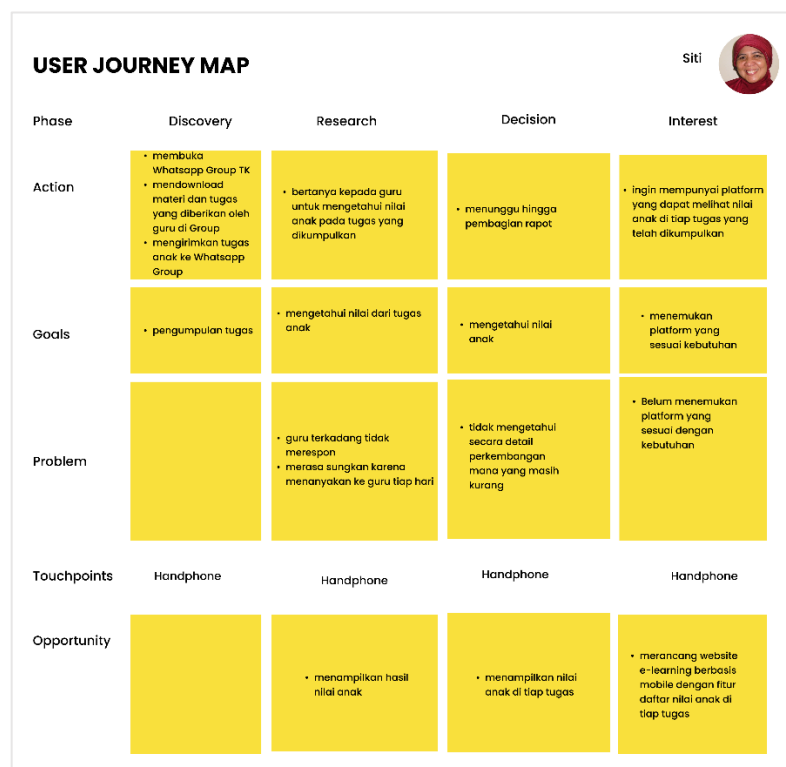 USER JOURNEY MAP
Siti
Phase
Discovery
Research
Decision
Interest
Action
• membuka
Whatsapp Group TK
• mendownload
materi dan tugas
yang diberikan oleh
guru di Group
• mengirimkan tugas
anak ke Whatsapp
Group
• bertanya kepada guru
untuk mengetahui nilai
anak pada tugas yang
dikumpulkan
• menunggu hingga
pembagian rapot
• ingin mempunyai platform
yang dapat melihat nilai
anak di tiap tugas yang
telah dikumpulkan
Goals
• pengumpulan tugas
• mengetahui nilai dari tugas
anak
• mengetahui nilai
anak
• menemukan
platform yang
sesuai kebutuhan
Problem
• guru terkadang tidak
merespon
• merasa sungkan karena
menanyakan ke guru tiap hari
• tidak mengetahui
secara detail
perkembangan
mana yang masih
kurang
• Belum menemukan
platform yang
sesuai dengan
kebutuhan
Touchpoints
Handphone
Handphone
Handphone
Handphone
Opportunity
• menampilkan hasil
nilai anak
• menampilkan nilai
anak di tiap tugas
• merancang website
e-learning berbasis
mobile dengan fitur
daftar nilai anak di
tiap tugas